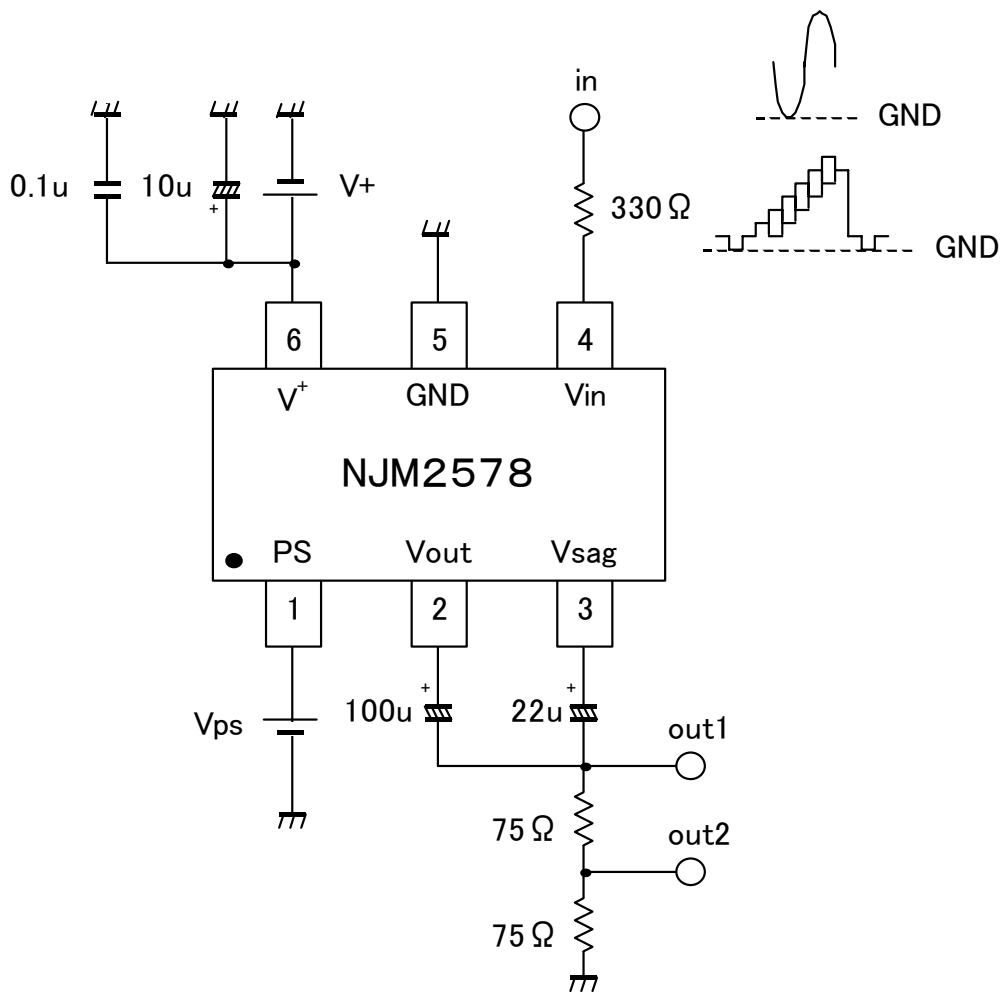 in
GND
0.1u
10u
+
V+
330Ω
GND
6
5
4
V+
GND
Vin
NJM2578
PS
Vout
Vsag
1
2
3
+
+
Vps
100u
22u
out1
75Ω
out2
75Ω